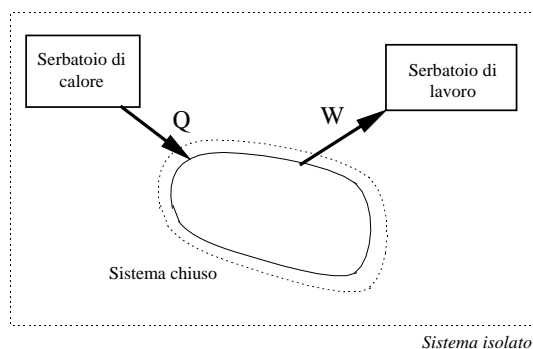 Serbatoio di
calore
Serbatoio di
lavoro
Q
W
Sistema chiuso
Sistema isolato